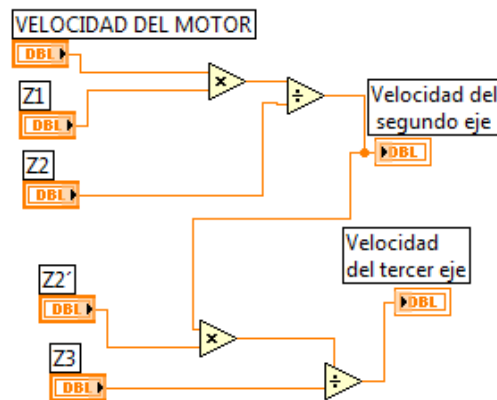 VELOCIDAD DEL MOTOR
DBL
Z1
DBL
×
÷
Velocidad del
segundo eje
DBL
Z2
DBL
Velocidad
del tercer eje
DBL
Z2´
DBL
×
Z3
DBL
÷